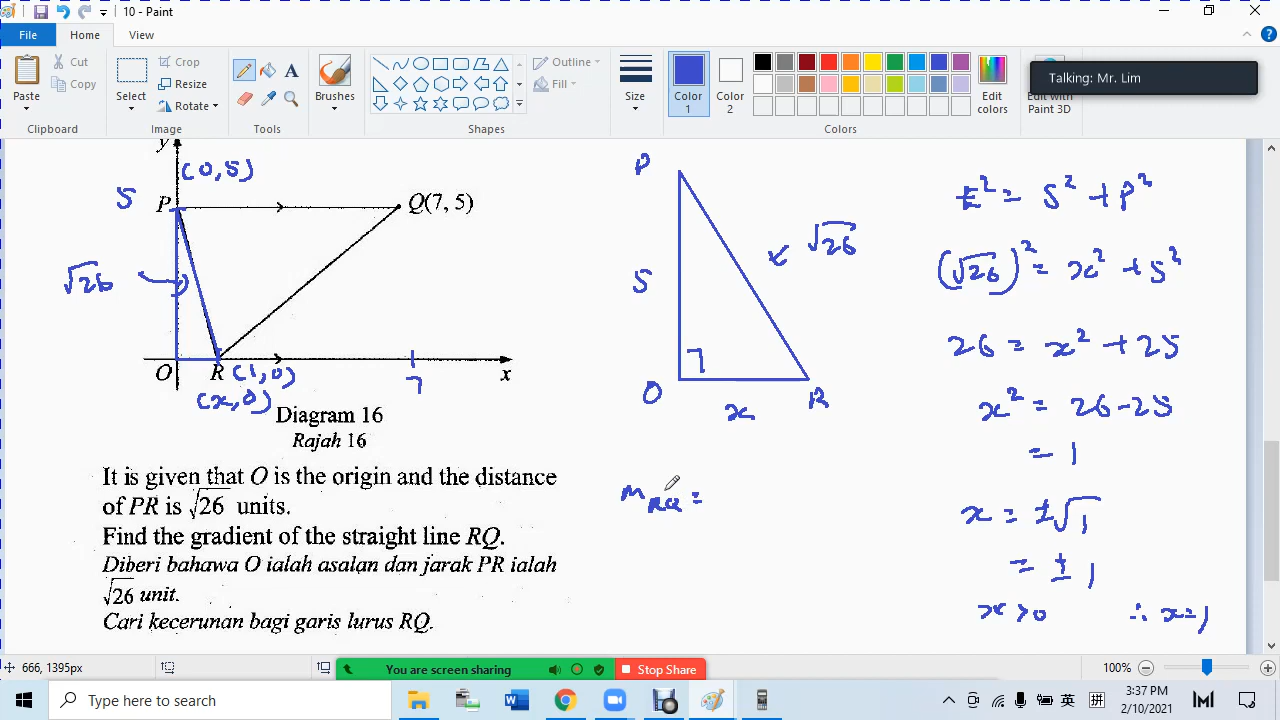 10 - Paint
File
Home
View
Paste
Cut
Copy
Clipboard
Select
Crop
Resize
Rotate
Image
Tools
Brushes
Shapes
Outline
Fill
Size
Color 1
Color 2
Colors
Edit colors
Edit with Paint 3D
Talking: Mr. Lim
y
(0,5)
5
P
Q(7, 5)
√26
O
R
(1,0)
(x,0)
7
x
Diagram 16
Rajah 16
It is given that O is the origin and the distance
of PR is √26 units.
Find the gradient of the straight line RQ.
Diberi bahawa O ialah asalan dan jarak PR ialah
√26 unit.
Cari kecerunan bagi garis lurus RQ.
P
5
√26
O
x
R
m RQ =
t² = s² + p²
(√26)² = x² + 5²
26 = x² + 25
x² = 26-25
= 1
x = ±√1
= ± 1
x > 0 ∴ x=1
666, 1395px
You are screen sharing
Stop Share
100%
Type here to search
英
拼
3:37 PM
2/10/2021